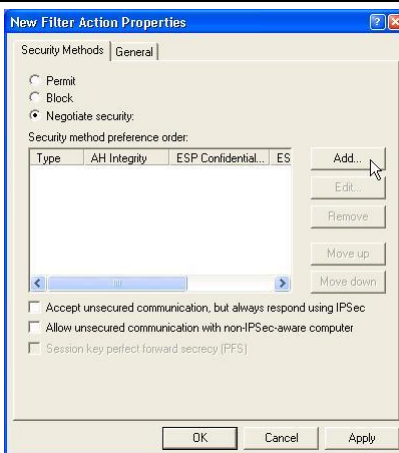 New Filter Action Properties
Security Methods General
Permit
Block
Negotiate security:
Security method preference order:
Type AH Integrity ESP Confidential... ES Add...
Edit...
Remove
Move up
Move down
Accept unsecured communication, but always respond using IPSec
Allow unsecured communication with non-IPSec-aware computer
Session key perfect forward secrecy (PFS)
OK Cancel Apply